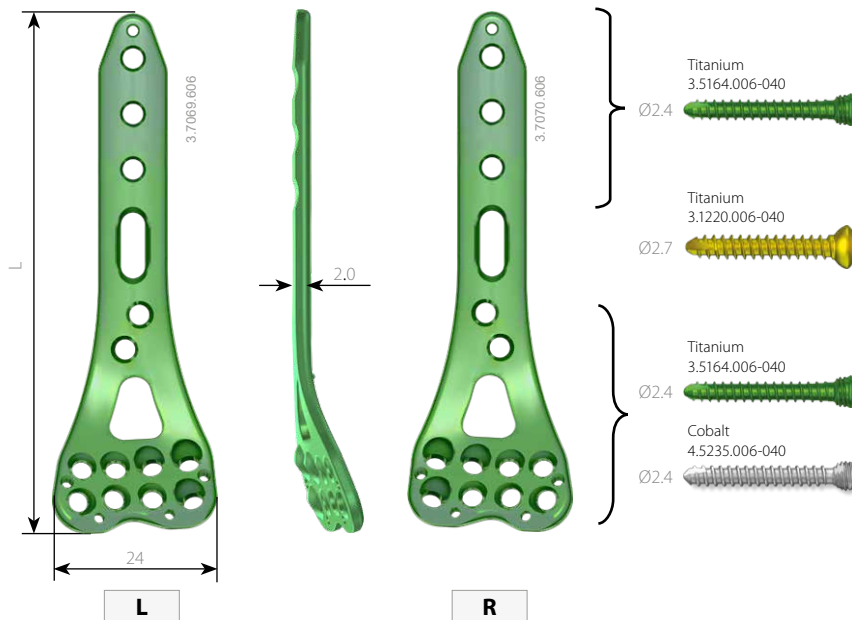 L
3.7069.606
2.0
24
L
3.7070.606
R
Titanium
3.5164.006-040
Ø2.4
Titanium
3.1220.006-040
Ø2.7
Titanium
3.5164.006-040
Ø2.4
Cobalt
4.5235.006-040
Ø2.4